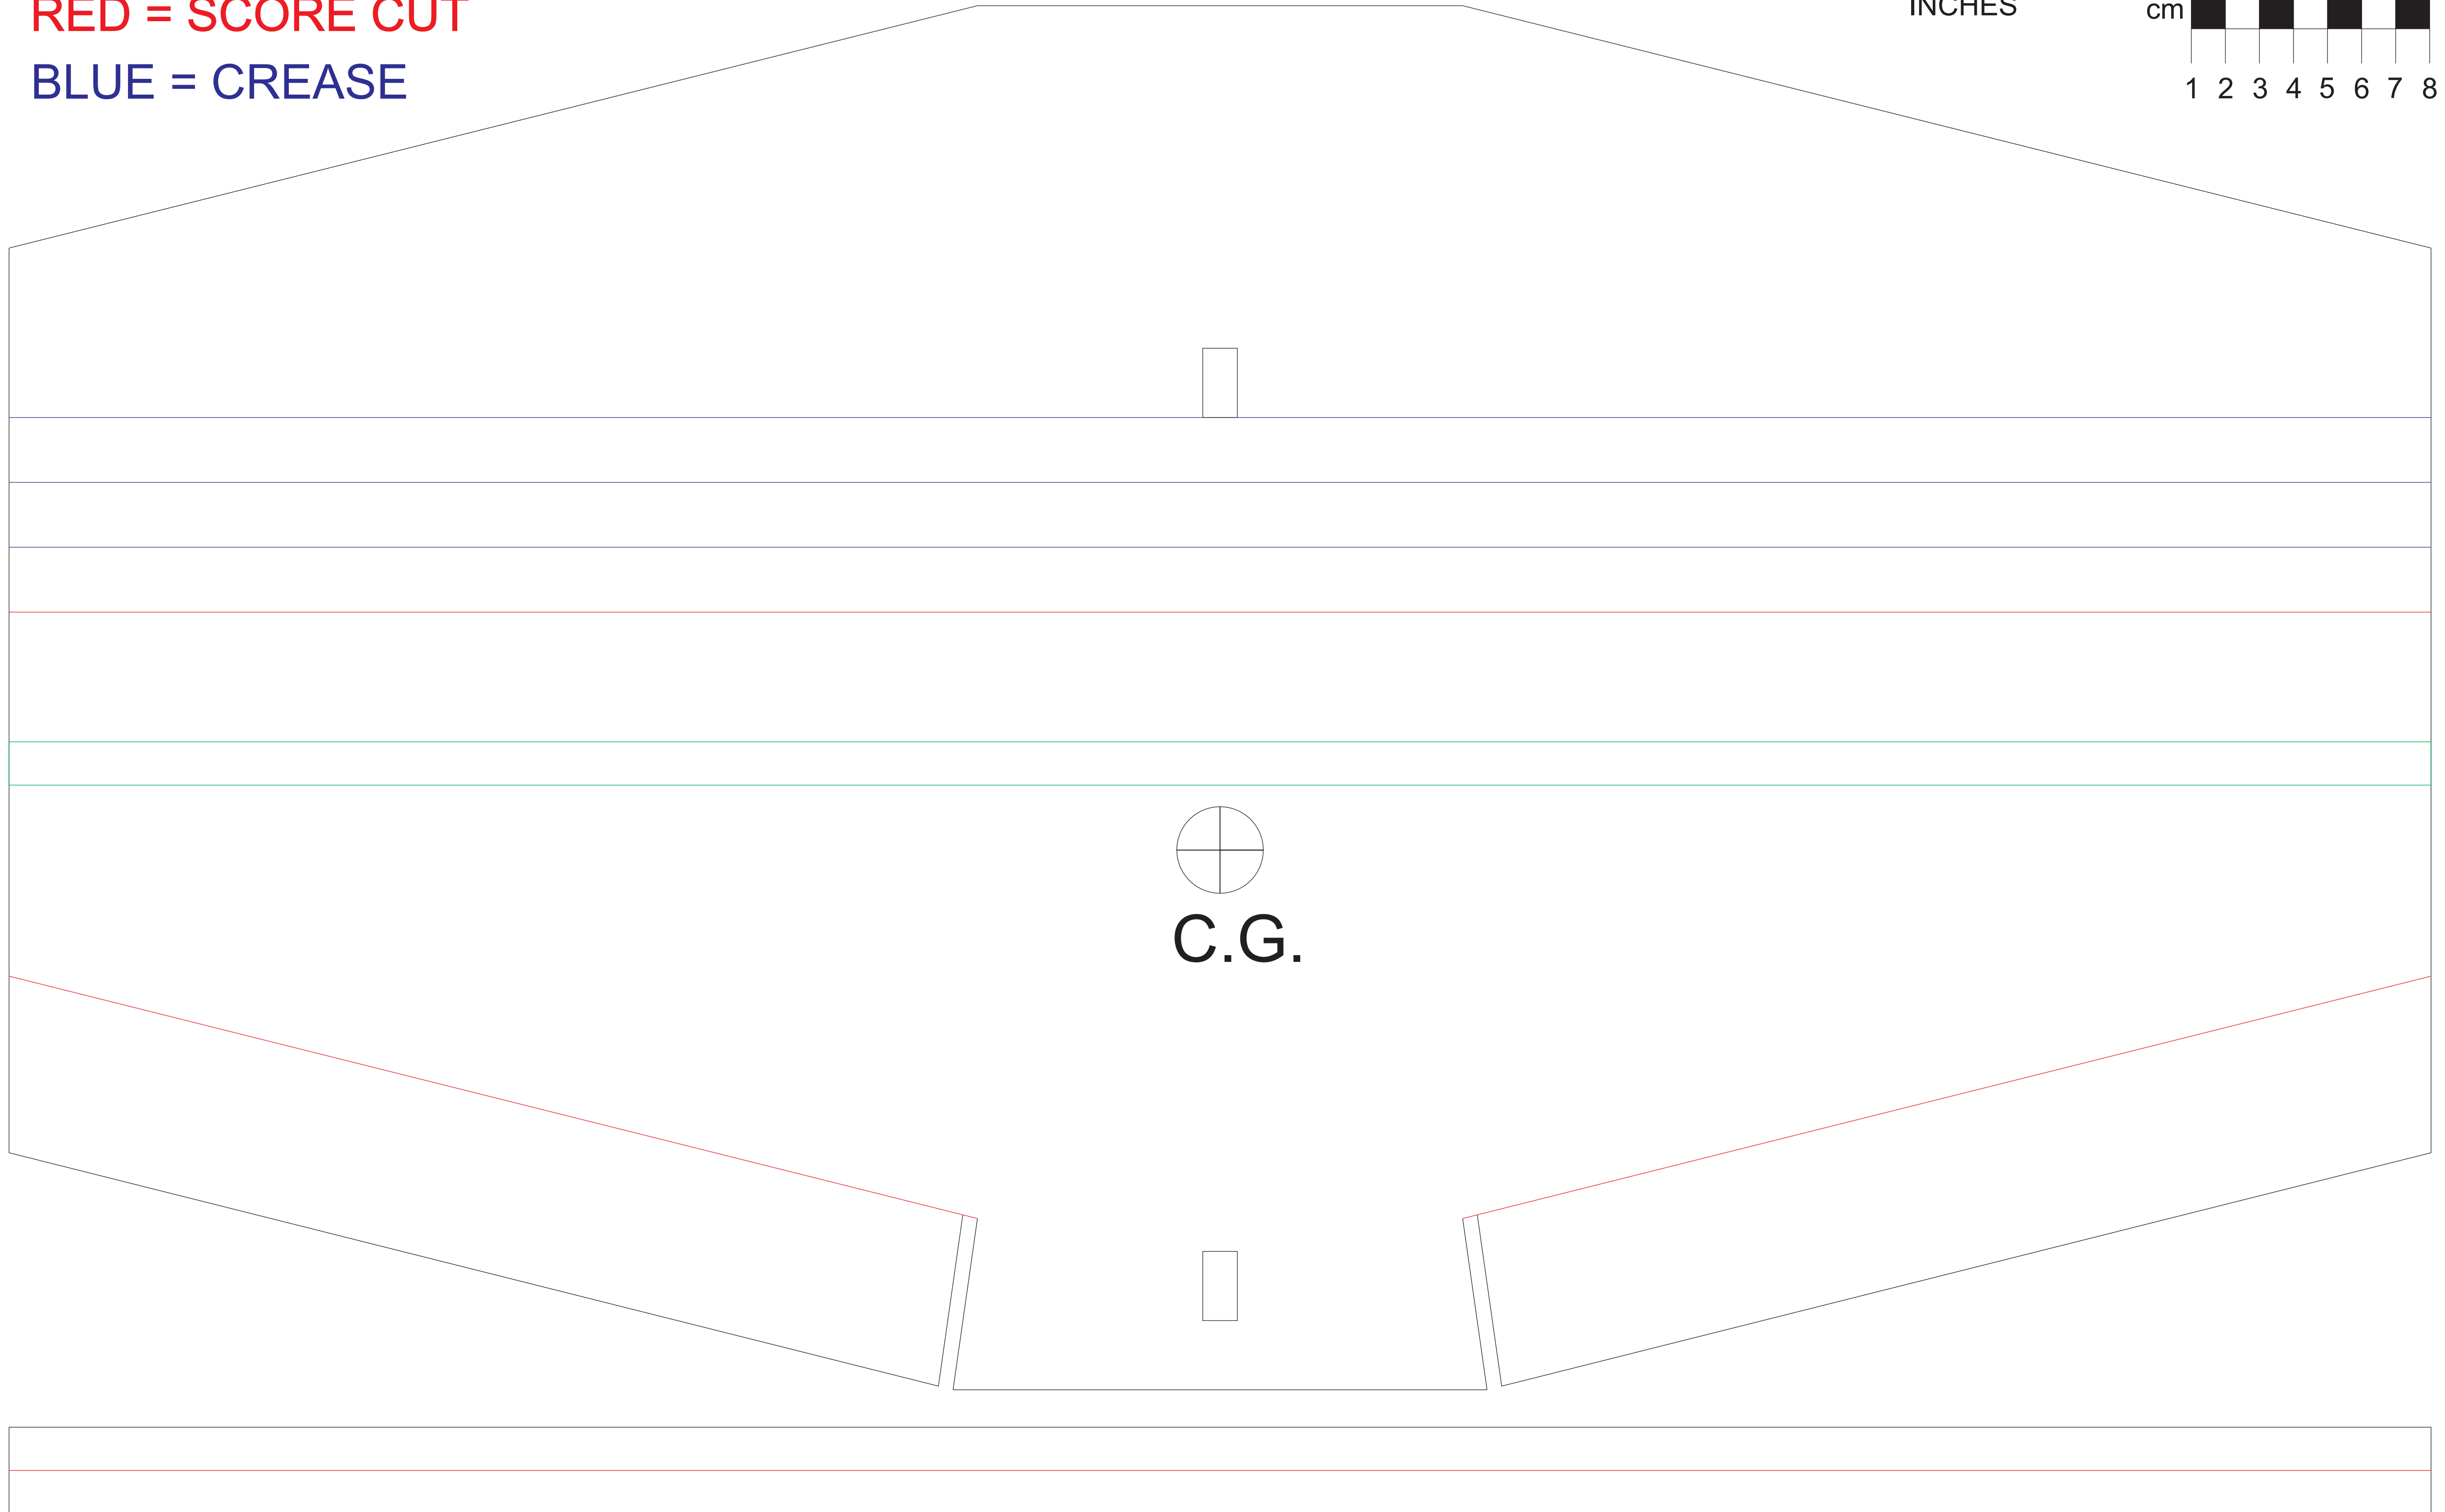 RED = SCORE CUT
BLUE = CREASE
INCHES
cm
1 2 3 4 5 6 7 8
C.G.